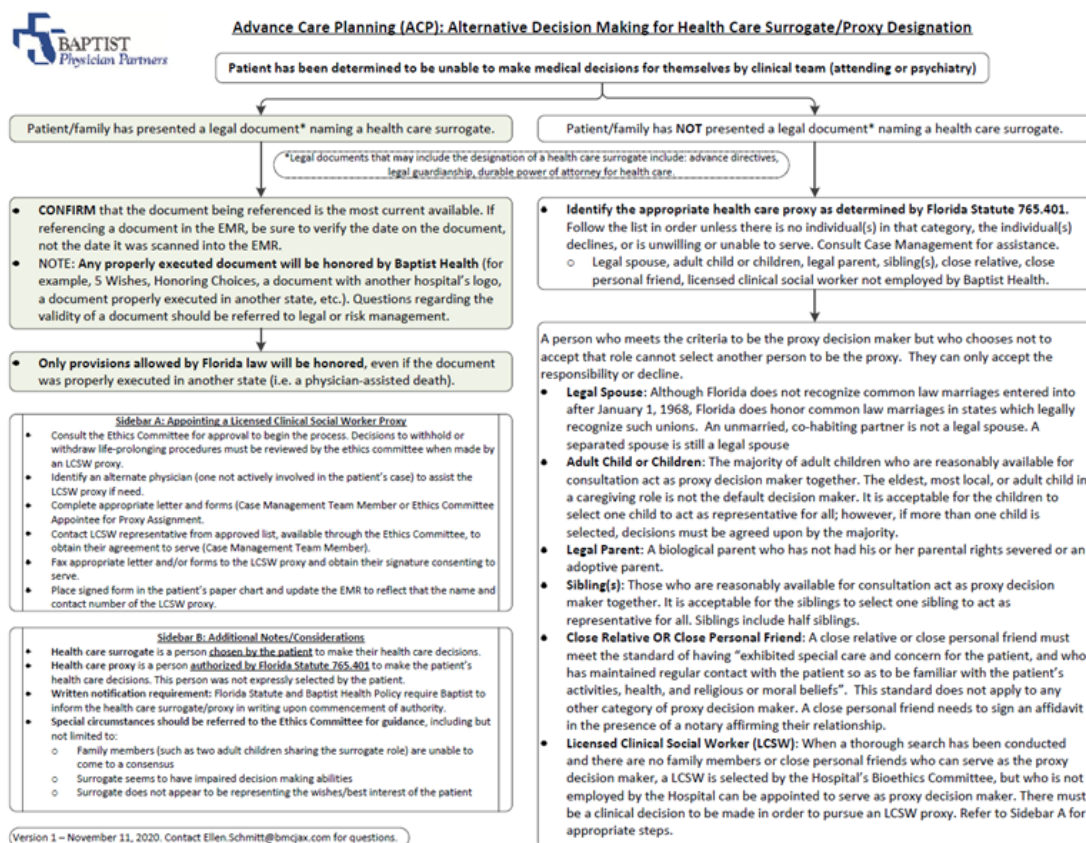 BAPTIST
Physician Partners
Advance Care Planning (ACP): Alternative Decision Making for Health Care Surrogate/Proxy Designation
Patient has been determined to be unable to make medical decisions for themselves by clinical team (attending or psychiatry)
Patient/family has presented a legal document* naming a health care surrogate.
Patient/family has NOT presented a legal document* naming a health care surrogate.
*Legal documents that may include the designation of a health care surrogate include: advance directives,
legal guardianship, durable power of attorney for health care.
• CONFIRM that the document being referenced is the most current available. If
referencing a document in the EMR, be sure to verify the date on the document,
not the date it was scanned into the EMR.
• NOTE: Any properly executed document will be honored by Baptist Health (for
example, 5 Wishes, Honoring Choices, a document with another hospital's logo,
a document properly executed in another state, etc.). Questions regarding the
validity of a document should be referred to legal or risk management.
• Only provisions allowed by Florida law will be honored, even if the document
was properly executed in another state (i.e. a physician-assisted death).
Sidebar A: Appointing a Licensed Clinical Social Worker Proxy
• Consult the Ethics Committee for approval to begin the process. Decisions to withhold or
withdraw life-prolonging procedures must be reviewed by the ethics committee when made by
an LCSW proxy.
• Identify an alternate physician (one not actively involved in the patient's case) to assist the
LCSW proxy if need.
• Complete appropriate letter and forms (Case Management Team Member or Ethics Committee
Appointee for Proxy Assignment.
• Contact LCSW representative from approved list, available through the Ethics Committee, to
obtain their agreement to serve (Case Management Team Member).
• Fax appropriate letter and/or forms to the LCSW proxy and obtain their signature consenting to
serve.
• Place signed form in the patient's paper chart and update the EMR to reflect that the name and
contact number of the LCSW proxy.
Sidebar B: Additional Notes/Considerations
• Health care surrogate is a person chosen by the patient to make their health care decisions.
• Health care proxy is a person authorized by Florida Statute 765.401 to make the patient's
health care decisions. This person was not expressly selected by the patient.
• Written notification requirement: Florida Statute and Baptist Health Policy require Baptist to
inform the health care surrogate/proxy in writing upon commencement of authority.
• Special circumstances should be referred to the Ethics Committee for guidance, including but
not limited to:
o Family members (such as two adult children sharing the surrogate role) are unable to
come to a consensus
o Surrogate seems to have impaired decision making abilities
o Surrogate does not appear to be representing the wishes/best interest of the patient
Version 1 – November 11, 2020. Contact Ellen.Schmitt@bmcjax.com for questions.
• Identify the appropriate health care proxy as determined by Florida Statute 765.401.
Follow the list in order unless there is no individual(s) in that category, the individual(s)
declines, or is unwilling or unable to serve. Consult Case Management for assistance.
o Legal spouse, adult child or children, legal parent, sibling(s), close relative, close
personal friend, licensed clinical social worker not employed by Baptist Health.
A person who meets the criteria to be the proxy decision maker but who chooses not to
accept that role cannot select another person to be the proxy. They can only accept the
responsibility or decline.
• Legal Spouse: Although Florida does not recognize common law marriages entered into
after January 1, 1968, Florida does honor common law marriages in states which legally
recognize such unions. An unmarried, co-habiting partner is not a legal spouse. A
separated spouse is still a legal spouse
• Adult Child or Children: The majority of adult children who are reasonably available for
consultation act as proxy decision maker together. The eldest, most local, or adult child in
a caregiving role is not the default decision maker. It is acceptable for the children to
select one child to act as representative for all; however, if more than one child is
selected, decisions must be agreed upon by the majority.
• Legal Parent: A biological parent who has not had his or her parental rights severed or an
adoptive parent.
• Sibling(s): Those who are reasonably available for consultation act as proxy decision
maker together. It is acceptable for the siblings to select one sibling to act as
representative for all. Siblings include half siblings.
• Close Relative OR Close Personal Friend: A close relative or close personal friend must
meet the standard of having "exhibited special care and concern for the patient, and who
has maintained regular contact with the patient so as to be familiar with the patient's
activities, health, and religious or moral beliefs". This standard does not apply to any
other category of proxy decision maker. A close personal friend needs to sign an affidavit
in the presence of a notary affirming their relationship.
• Licensed Clinical Social Worker (LCSW): When a thorough search has been conducted
and there are no family members or close personal friends who can serve as the proxy
decision maker, a LCSW is selected by the Hospital's Bioethics Committee, but who is not
employed by the Hospital can be appointed to serve as proxy decision maker. There must
be a clinical decision to be made in order to pursue an LCSW proxy. Refer to Sidebar A for
appropriate steps.